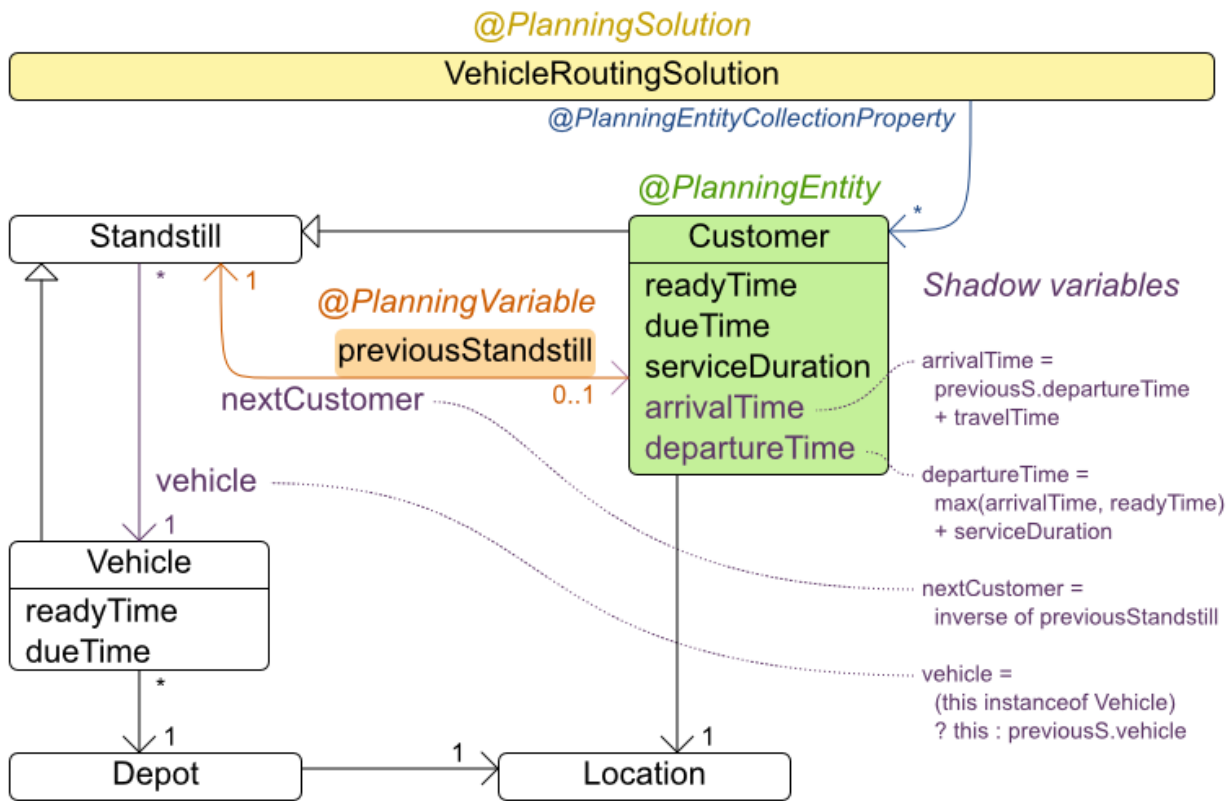 @PlanningSolution
VehicleRoutingSolution
@PlanningEntityCollectionProperty
@PlanningEntity
*
Standstill
Customer
*
1
@PlanningVariable
previousStandstill
0..1
nextCustomer
readyTime
dueTime
serviceDuration
arrivalTime
departureTime
Shadow variables
arrivalTime =
previousS.departureTime
+ travelTime
departureTime =
max(arrivalTime, readyTime)
+ serviceDuration
nextCustomer =
inverse of previousStandstill
vehicle =
(this instanceof Vehicle)
? this : previousS.vehicle
vehicle
1
Vehicle
readyTime
dueTime
*
1
Depot
1
1
Location